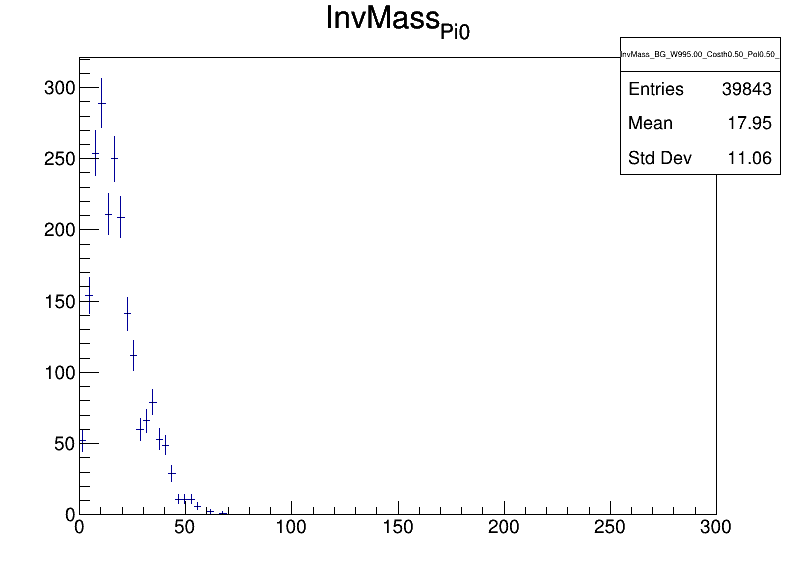 InvMass_Pi0
InvMass_BG_W995.00_Costh0.50_Pol0.50_
Entries 39843
Mean 17.95
Std Dev 11.06
300
250
200
150
100
50
0
0 50 100 150 200 250 300